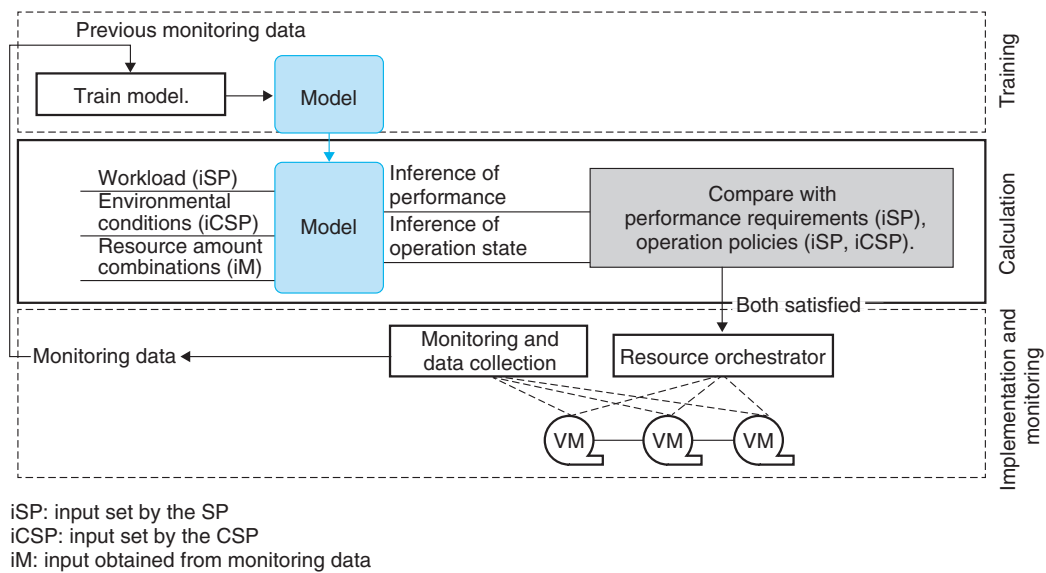 Previous monitoring data
Train model.
Model
Training
Workload (iSP)
Environmental
conditions (iCSP)
Resource amount
combinations (iM)
Model
Inference of
performance
Inference of
operation state
Compare with
performance requirements (iSP),
operation policies (iSP, iCSP).
Calculation
Both satisfied
Monitoring data
Monitoring and
data collection
Resource orchestrator
VM
VM
VM
Implementation and
monitoring
iSP: input set by the SP
iCSP: input set by the CSP
iM: input obtained from monitoring data